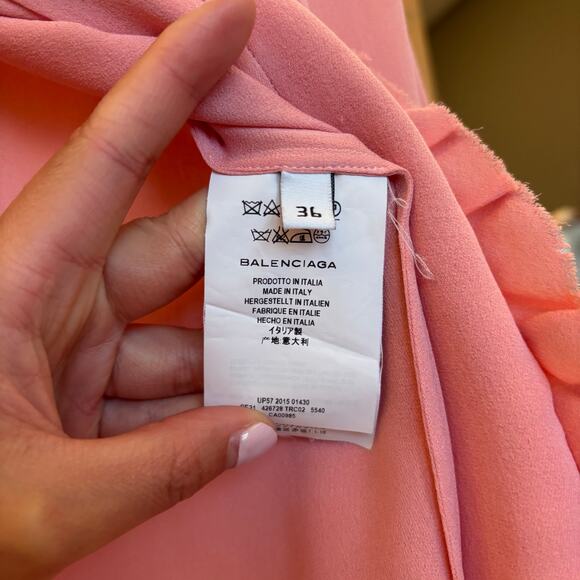 36
BALENCIAGA
PRODOTTO IN ITALIA
MADE IN ITALY
HERGESTELLT IN ITALIEN
FABRIQUE EN ITALIE
HECHO EN ITALIA
イタリア製
产地:意大利
UP57 2015 01430
426728 TRC02 5540
CA00985